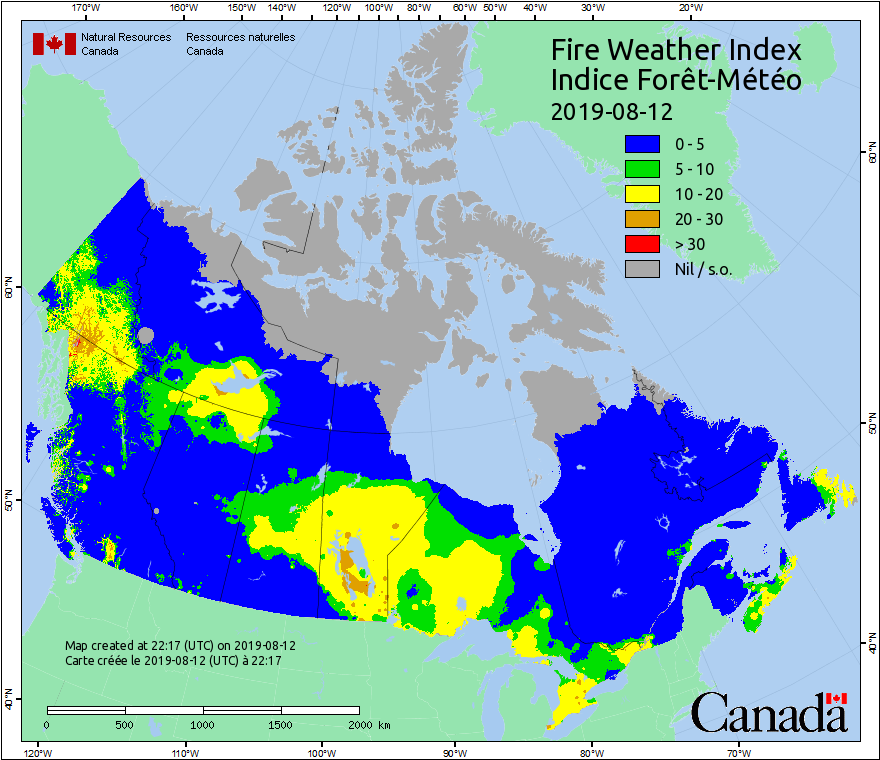 170°W 160°W 150°W 140°W 120°W 100°W 80°W 60°W 50°W 40°W 30°W 20°W
Natural Resources Ressources naturelles
Canada Canada
Fire Weather Index
Indice Forêt-Météo
2019-08-12
0 - 5
5 - 10
10 - 20
20 - 30
> 30
Nil / s.o.
60°N
60°N
50°N
50°N
40°N
40°N
Map created at 22:17 (UTC) on 2019-08-12
Carte créée le 2019-08-12 (UTC) à 22:17
0 500 1000 1500 2000 km
Canada
120°W 110°W 100°W 90°W 80°W 70°W